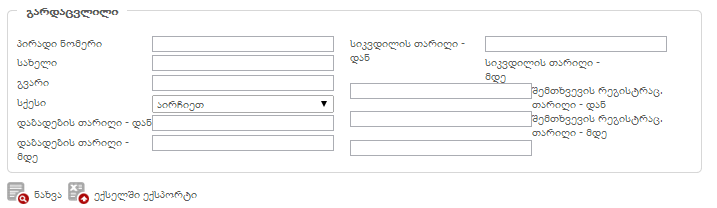 გარდაცვლილი
პირადი ნომერი
სახელი
გვარი
სქესი
აირჩიეთ
დაბადების თარიღი - დან
დაბადების თარიღი -
მდე
სიკვდილის თარიღი -
დან
სიკვდილის თარიღი -
მდე
შემთხვევის რეგისტრაც.
თარიღი - დან
შემთხვევის რეგისტრაც.
თარიღი - მდე
ნახვა
ექსელში ექსპორტი